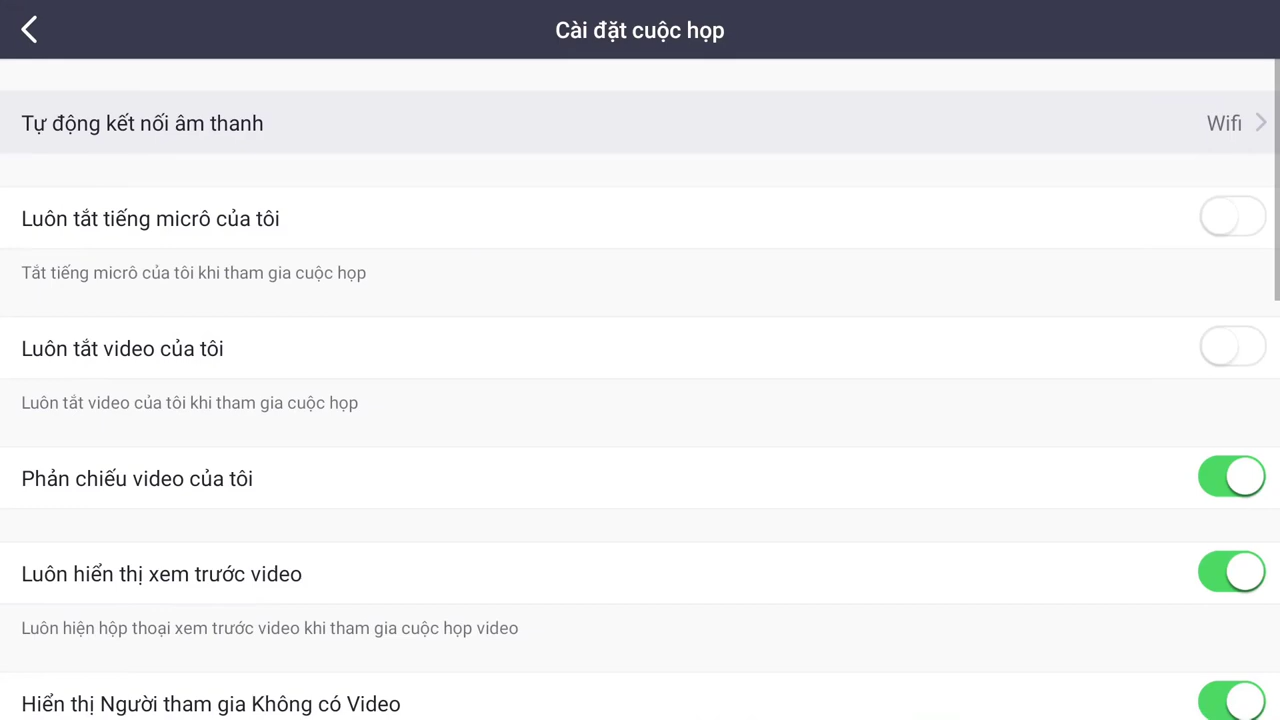 Cài đặt cuộc họp
Tự động kết nối âm thanh
Wifi
Luôn tắt tiếng micrô của tôi
Tắt tiếng micrô của tôi khi tham gia cuộc họp
Luôn tắt video của tôi
Luôn tắt video của tôi khi tham gia cuộc họp
Phản chiếu video của tôi
Luôn hiển thị xem trước video
Luôn hiện hộp thoại xem trước video khi tham gia cuộc họp video
Hiển thị Người tham gia Không có Video